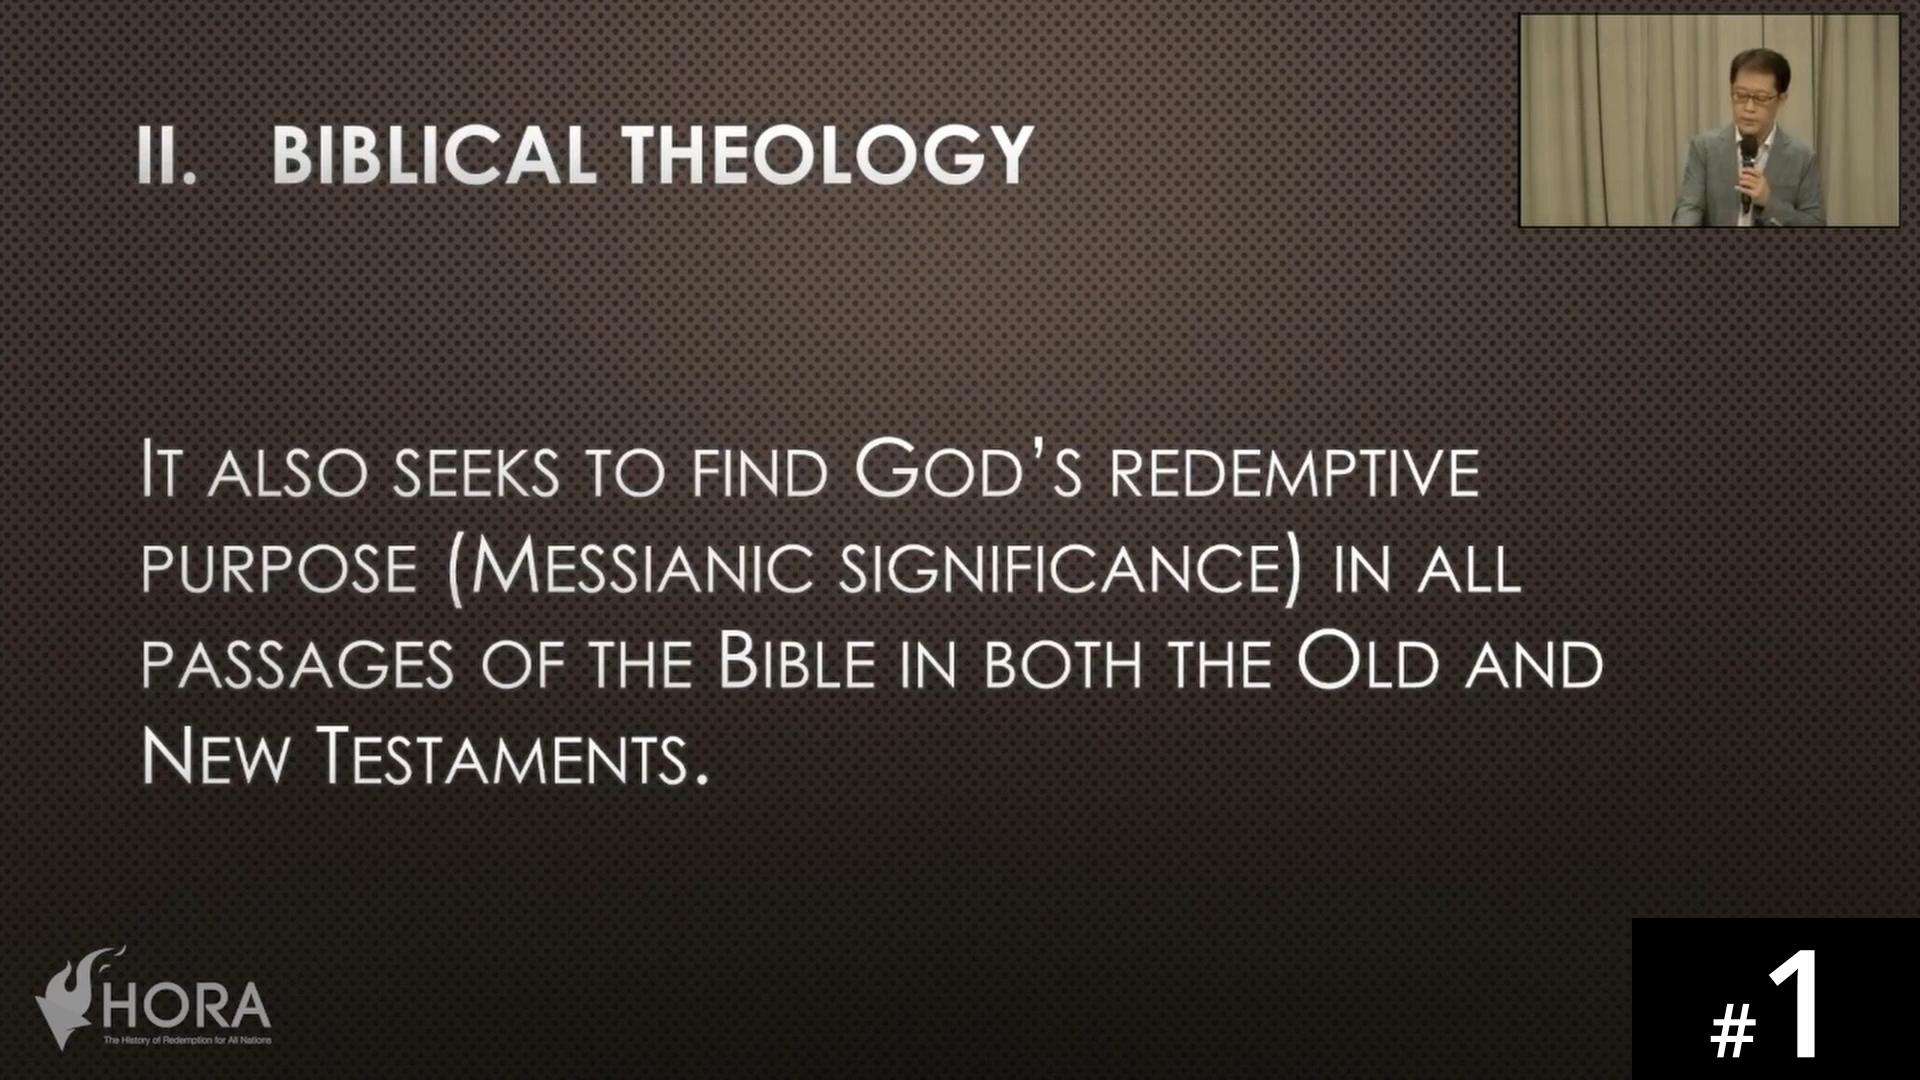 II. BIBLICAL THEOLOGY
IT ALSO SEEKS TO FIND GOD’S REDEMPTIVE
PURPOSE (MESSIANIC SIGNIFICANCE) IN ALL
PASSAGES OF THE BIBLE IN BOTH THE OLD AND
NEW TESTAMENTS.
HORA
The History of Redemption for All Nations
#1